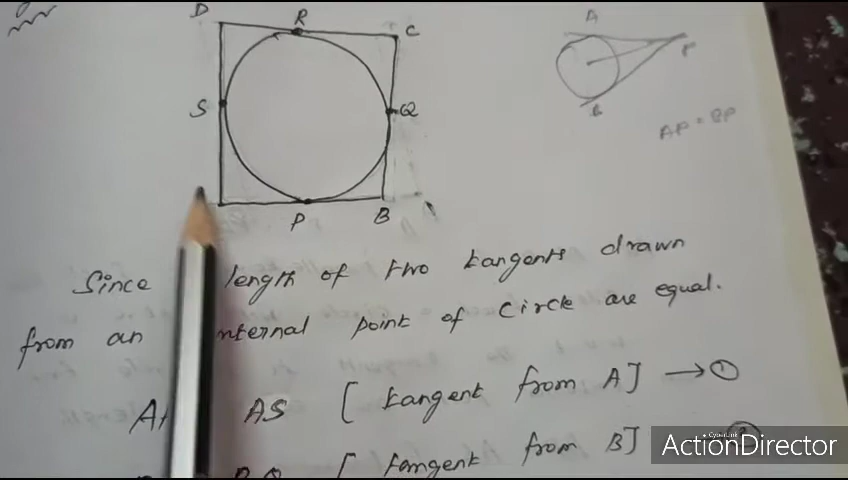 D R C
S Q
P B
A
P
B
AP = BP
Since length of two tangents drawn
from an nternal point of Circle are equal.
A AS [ tangent from A] → ①
[ tangent from B]
CyberLink
ActionDirector